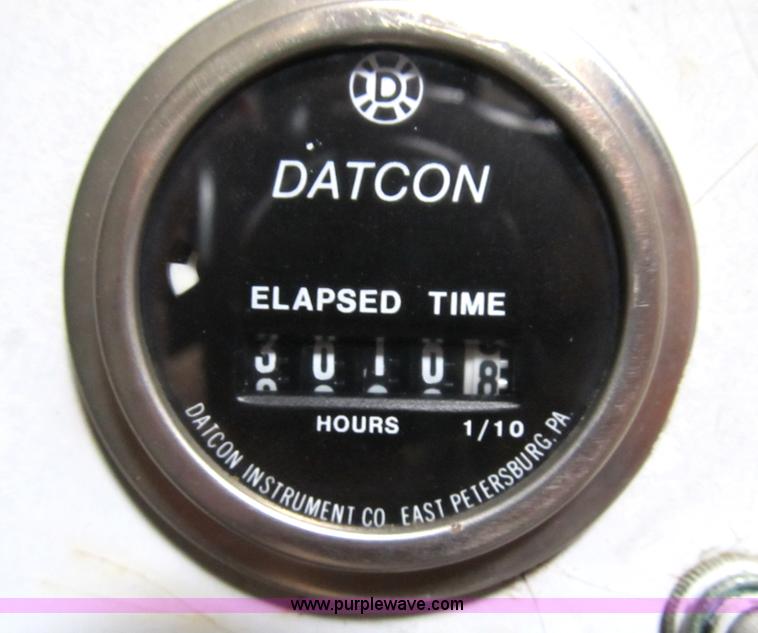 D
DATCON
ELAPSED TIME
3 0 1 0 8
HOURS 1/10
DATCON INSTRUMENT CO. EAST PETERSBURG, PA.
www.purplewave.com